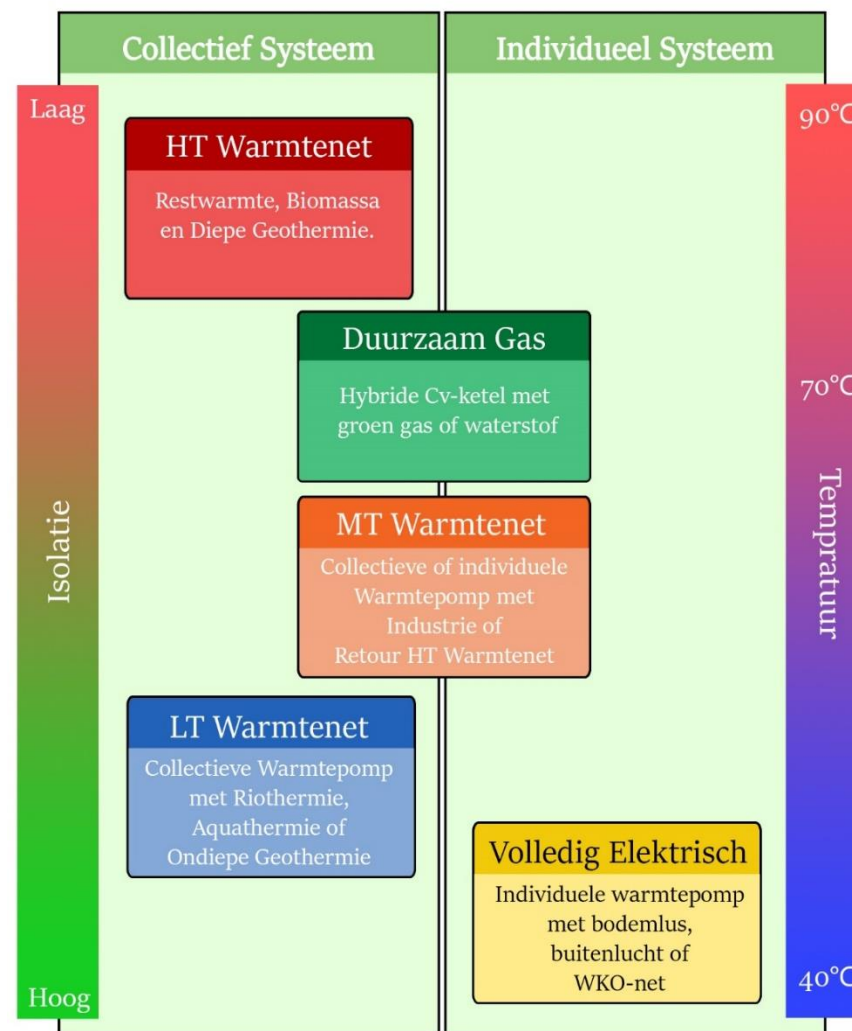 Collectief Systeem
Individueel Systeem
Laag
Isolatie
Hoog
HT Warmtenet
Restwarmte, Biomassa
en Diepe Geothermie.
Duurzaam Gas
Hybride Cv-ketel met
groen gas of waterstof
MT Warmtenet
Collectieve of individuele
Warmtepomp met
Industrie of
Retour HT Warmtenet
LT Warmtenet
Collectieve Warmtepomp
met Riothermie,
Aquathermie of
Ondiepe Geothermie
Volledig Elektrisch
Individuele warmtepomp
met bodemlus,
buitenlucht of
WKO-net
90°C
70°C
Tempratuur
40°C